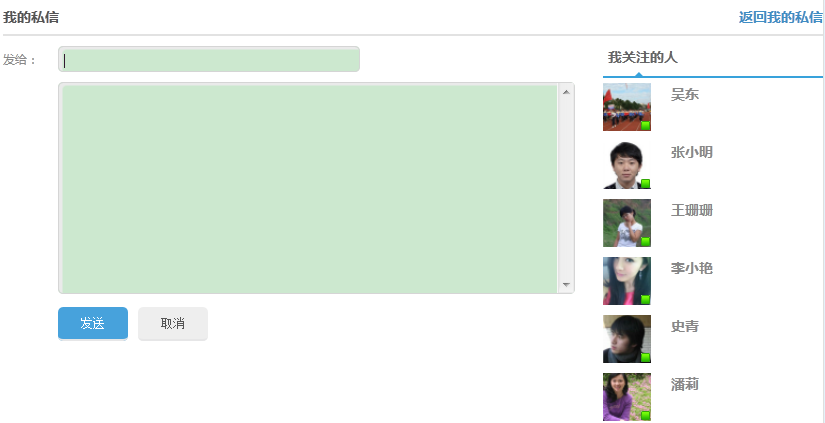 我的私信
返回我的私信
发给：
我关注的人
吴东
张小明
王珊珊
李小艳
史青
潘莉
发送
取消